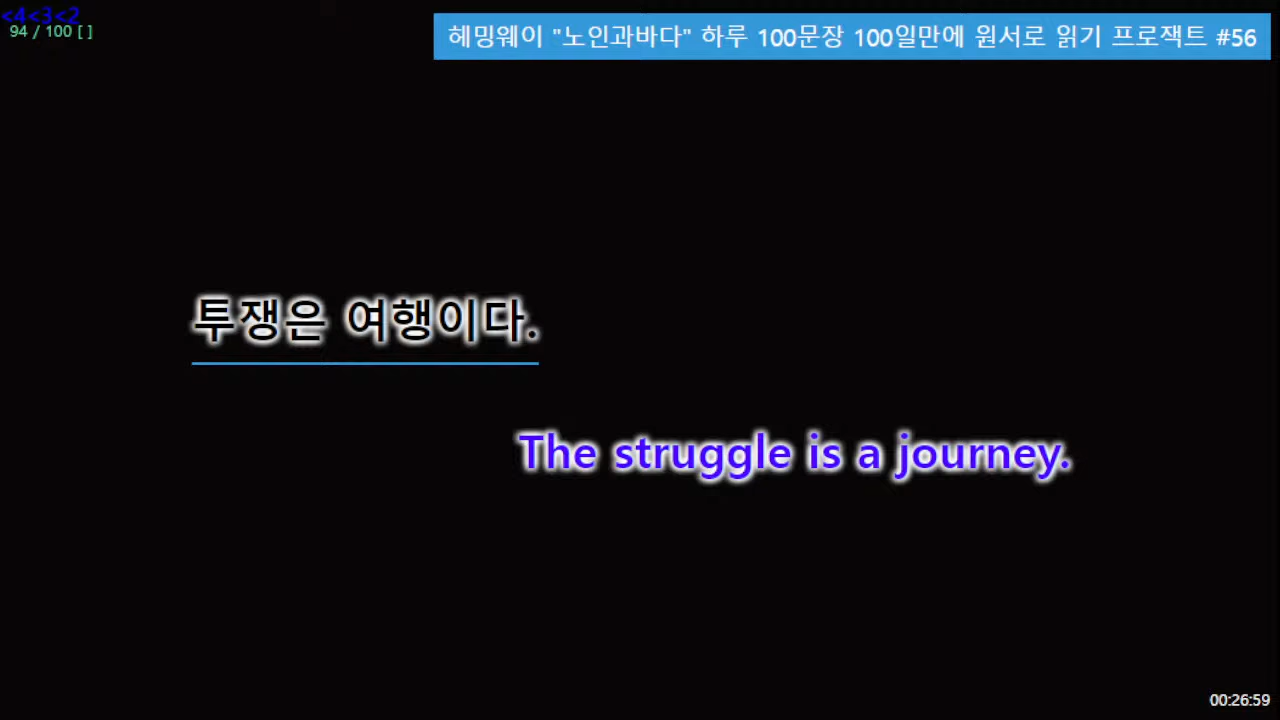 <4<3<2
94 / 100 [ ]
헤밍웨이 "노인과바다" 하루 100문장 100일만에 원서로 읽기 프로잭트 #56
투쟁은 여행이다.
The struggle is a journey.
00:26:59